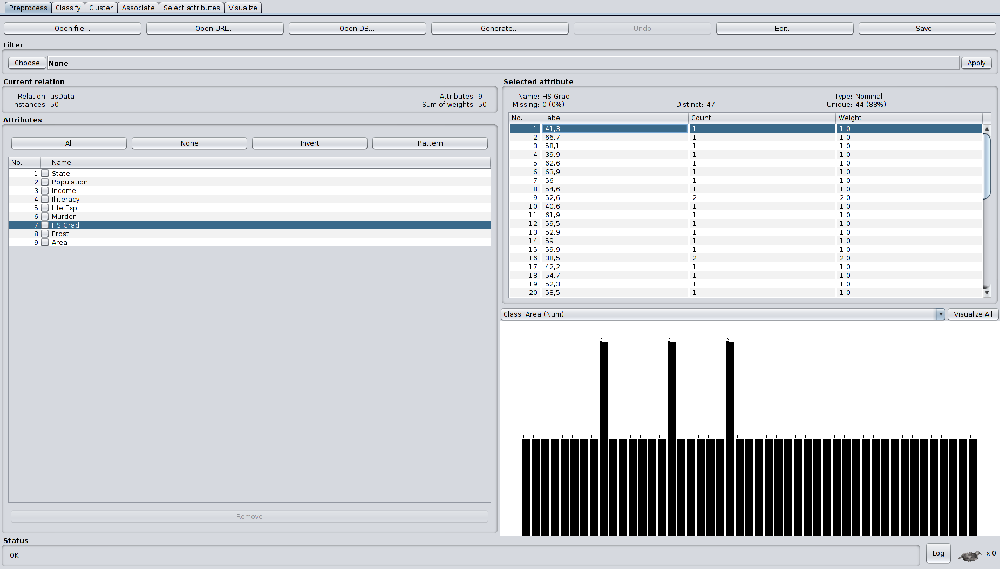 Preprocess Classify Cluster Associate Select attributes Visualize
Open file... Open URL... Open DB... Generate... Undo Edit... Save...
Filter
Choose None Apply
Current relation
Relation: usData Attributes: 9
Instances: 50 Sum of weights: 50
Attributes
All None Invert Pattern
No. Name
1 State
2 Population
3 Income
4 Illiteracy
5 Life Exp
6 Murder
7 HS Grad
8 Frost
9 Area
Remove
Selected attribute
Name: HS Grad Type: Nominal
Missing: 0 (0%) Distinct: 47 Unique: 44 (88%)
No. Label Count Weight
1 41,3 1 1.0
2 66,7 1 1.0
3 58,1 1 1.0
4 39,9 1 1.0
5 62,6 1 1.0
6 63,9 1 1.0
7 56 1 1.0
8 54,6 1 1.0
9 52,6 2 2.0
10 40,6 1 1.0
11 61,9 1 1.0
12 59,5 1 1.0
13 52,9 1 1.0
14 59 1 1.0
15 59,9 1 1.0
16 38,5 2 2.0
17 42,2 1 1.0
18 54,7 1 1.0
19 52,3 1 1.0
20 58,5 1 1.0
Class: Area (Num) Visualize All
2 2 2
1 1 1 1 1 1 1 1 1 1 1 1 1 1 1 1 1 1 1 1 1 1 1 1 1 1 1 1 1 1 1 1 1 1 1 1 1 1 1 1 1 1 1 1
Status
OK
Log x 0